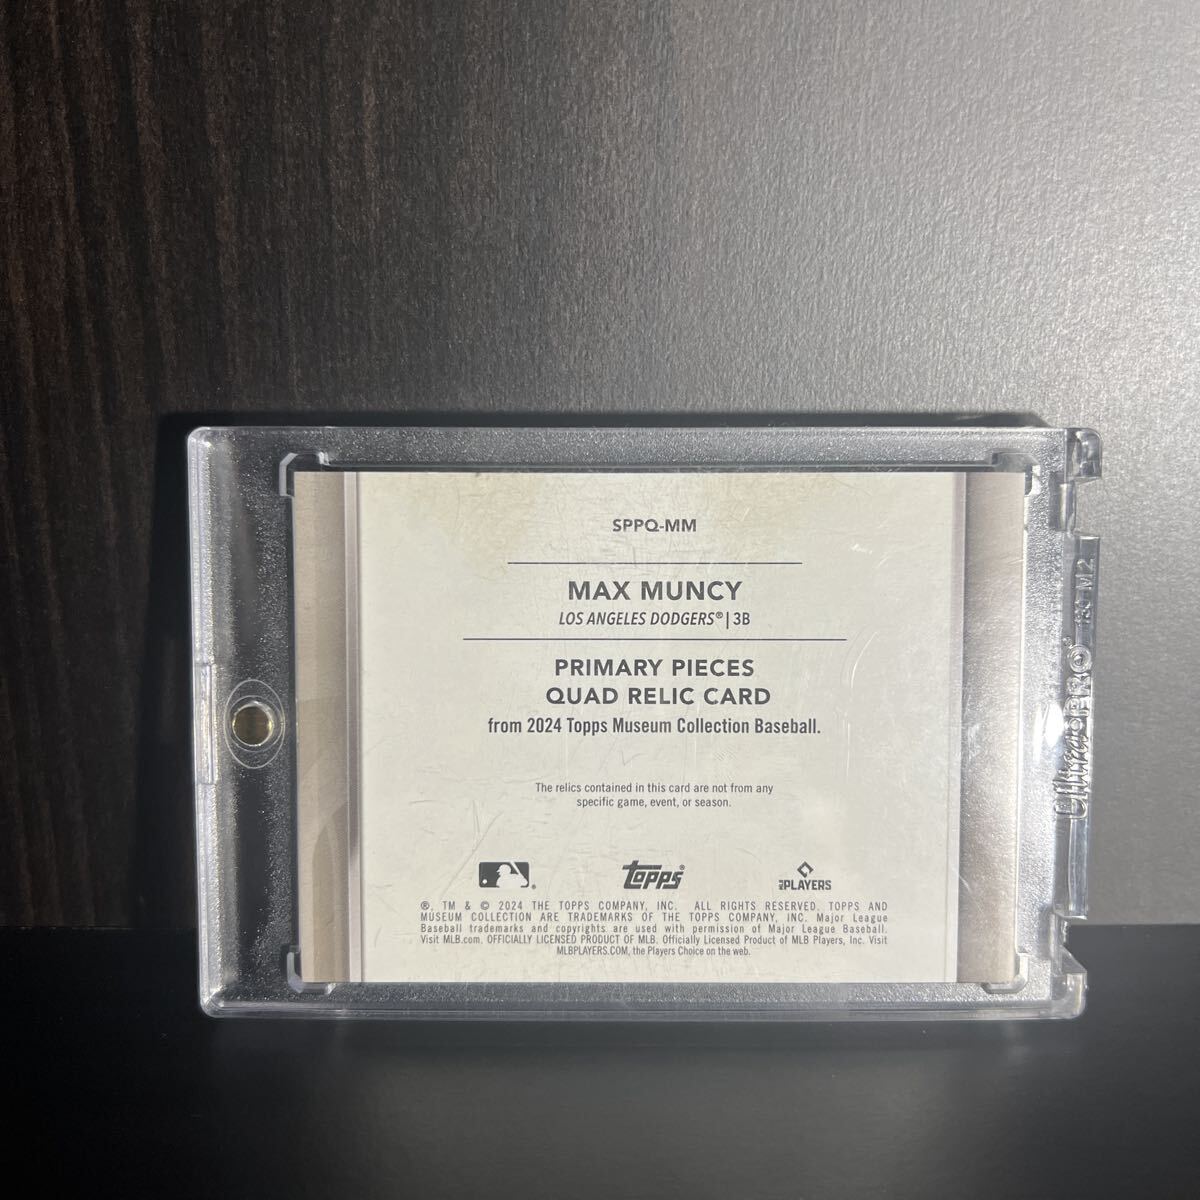 SPPQ-MM
MAX MUNCY
LOS ANGELES DODGERS® | 3B
PRIMARY PIECES
QUAD RELIC CARD
from 2024 Topps Museum Collection Baseball.
The relics contained in this card are not from any
specific game, event, or season.
topps®
MLB PLAYERS
®, TM & © 2024 THE TOPPS COMPANY, INC. ALL RIGHTS RESERVED. TOPPS AND
MUSEUM COLLECTION ARE TRADEMARKS OF THE TOPPS COMPANY, INC. Major League
Baseball trademarks and copyrights are used with permission of Major League Baseball.
Visit MLB.com. OFFICIALLY LICENSED PRODUCT OF MLB. Officially Licensed Product of MLB Players, Inc. Visit
MLBPLAYERS.COM, the Players Choice on the web.
Ultra·PRO®